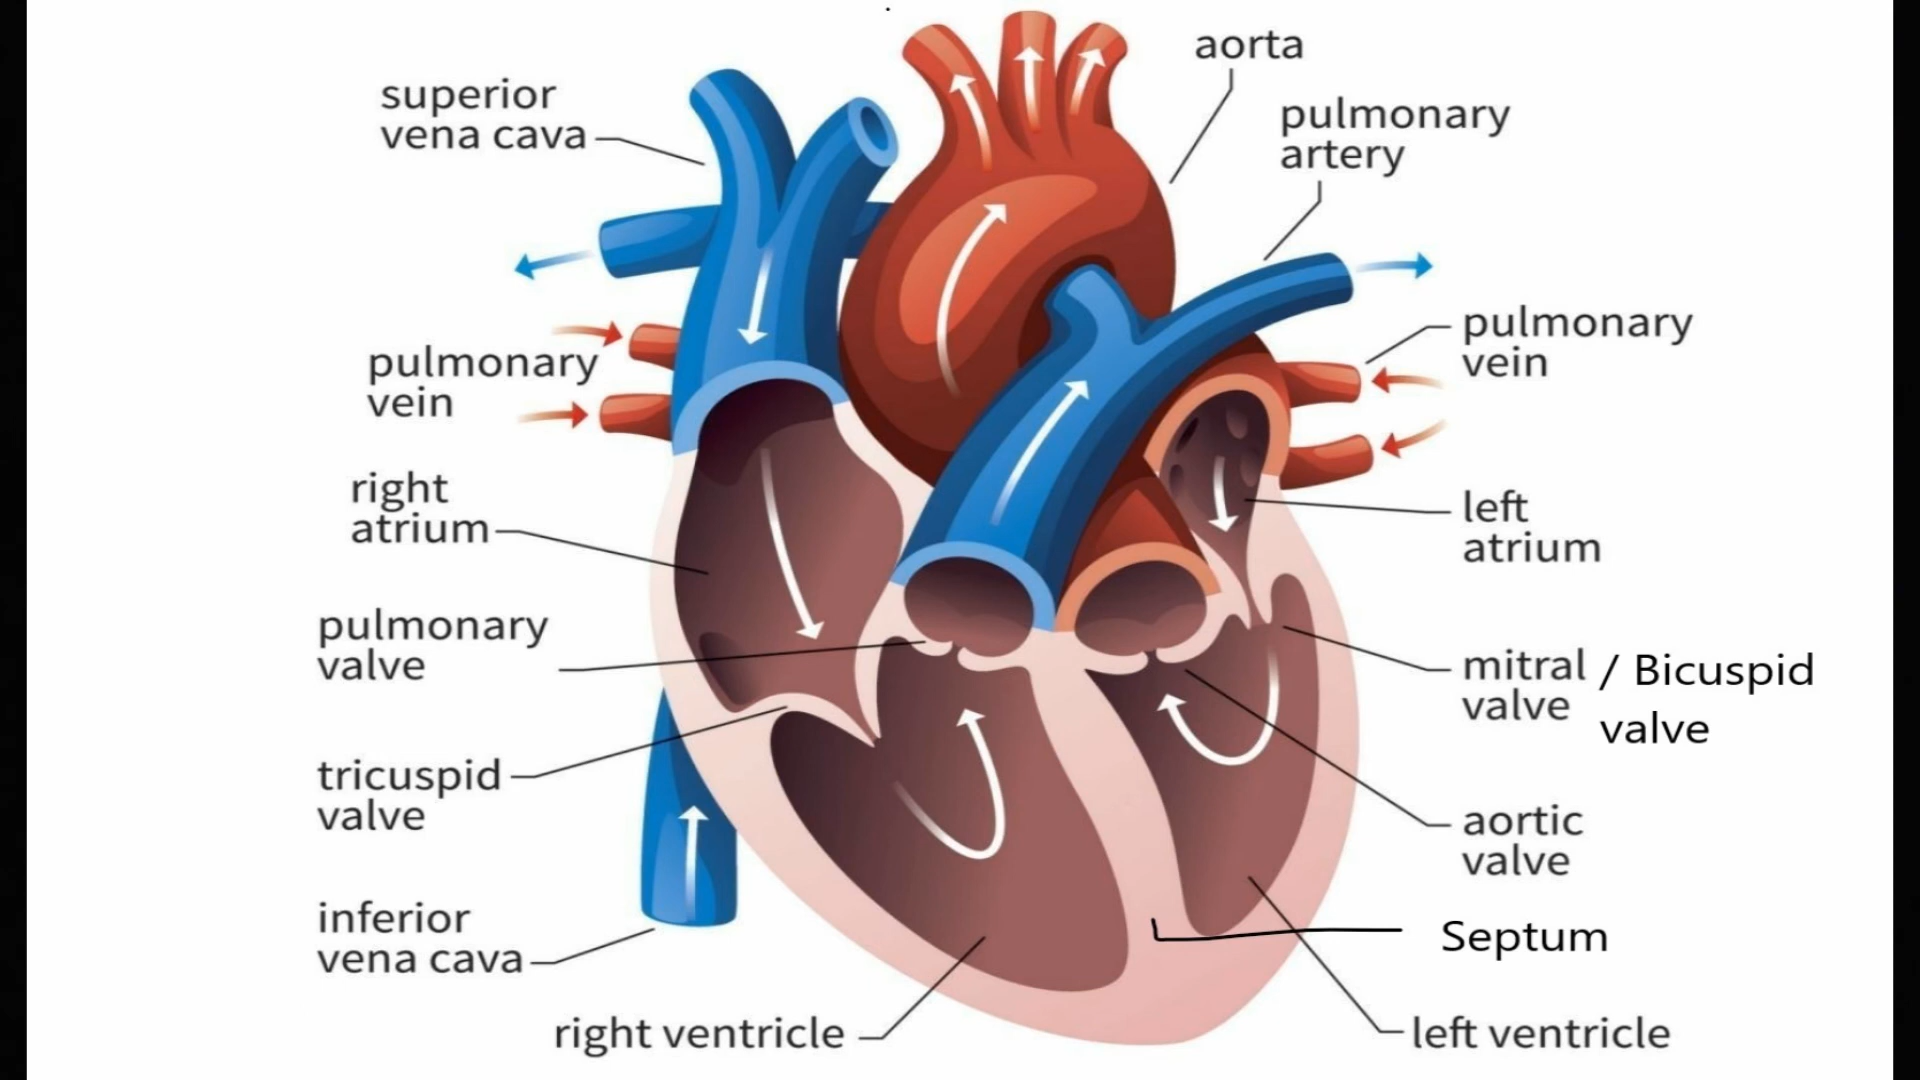 superior
vena cava
aorta
pulmonary
artery
pulmonary
vein
pulmonary
vein
right
atrium
left
atrium
pulmonary
valve
mitral / Bicuspid
valve valve
tricuspid
valve
aortic
valve
inferior
vena cava
Septum
right ventricle
left ventricle